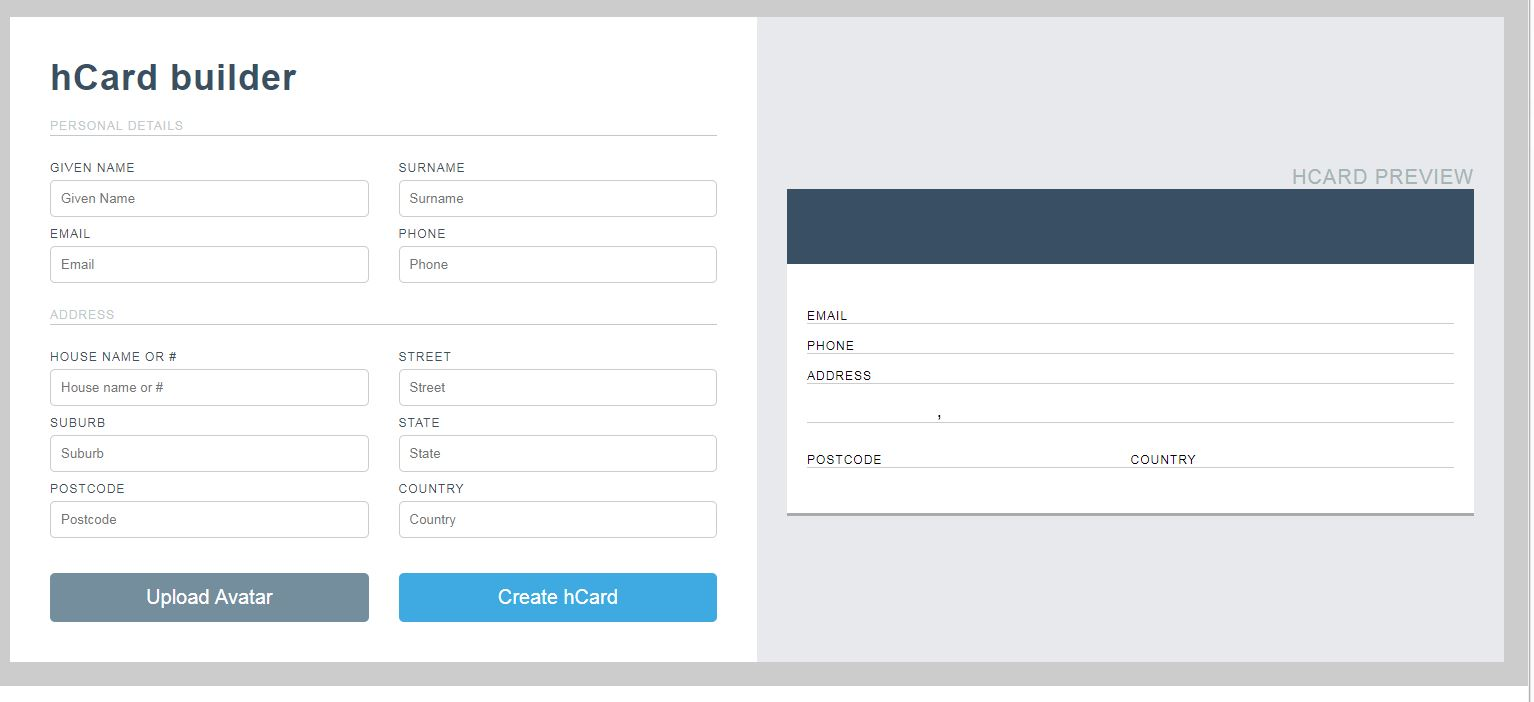 hCard builder
PERSONAL DETAILS
GIVEN NAME SURNAME
Given Name Surname
EMAIL PHONE
Email Phone
ADDRESS
HOUSE NAME OR # STREET
House name or # Street
SUBURB STATE
Suburb State
POSTCODE COUNTRY
Postcode Country
Upload Avatar Create hCard
HCARD PREVIEW
EMAIL
PHONE
ADDRESS
,
POSTCODE COUNTRY